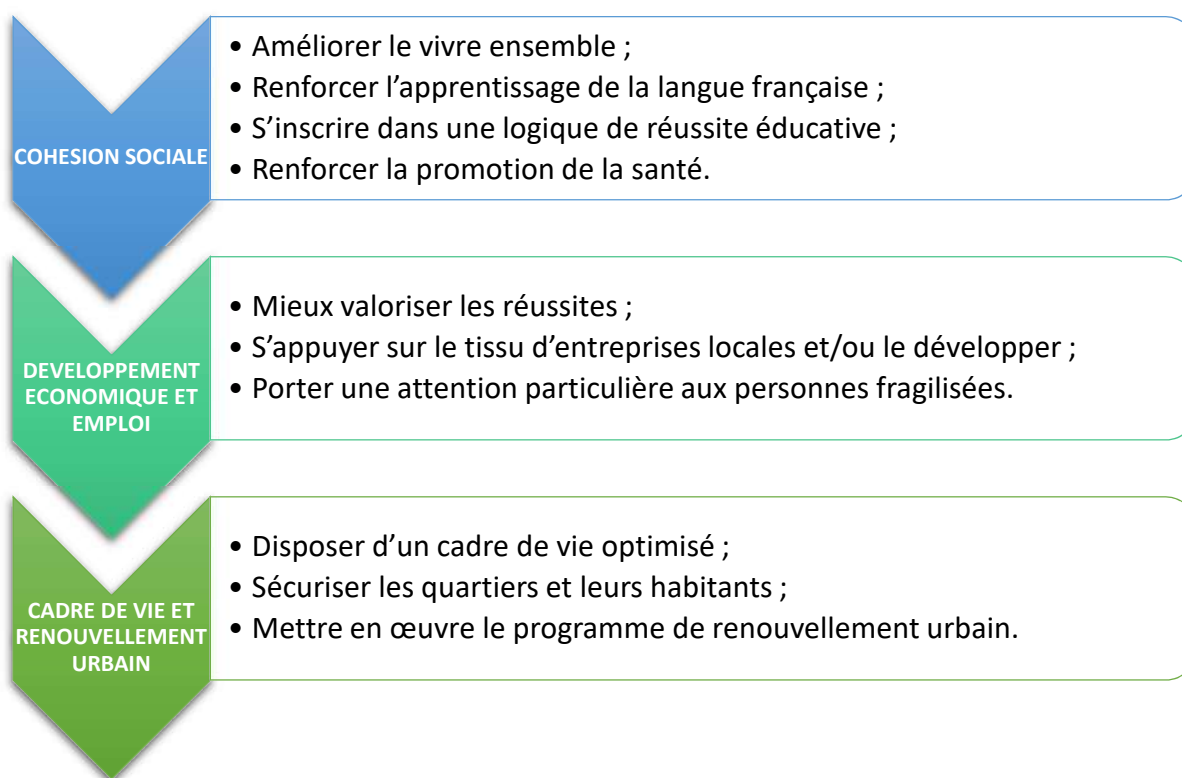 COHESION SOCIALE
• Améliorer le vivre ensemble ;
• Renforcer l’apprentissage de la langue française ;
• S’inscrire dans une logique de réussite éducative ;
• Renforcer la promotion de la santé.
DEVELOPPEMENT
ECONOMIQUE ET
EMPLOI
• Mieux valoriser les réussites ;
• S’appuyer sur le tissu d’entreprises locales et/ou le développer ;
• Porter une attention particulière aux personnes fragilisées.
CADRE DE VIE ET
RENOUVELLEMENT
URBAIN
• Disposer d’un cadre de vie optimisé ;
• Sécuriser les quartiers et leurs habitants ;
• Mettre en œuvre le programme de renouvellement urbain.